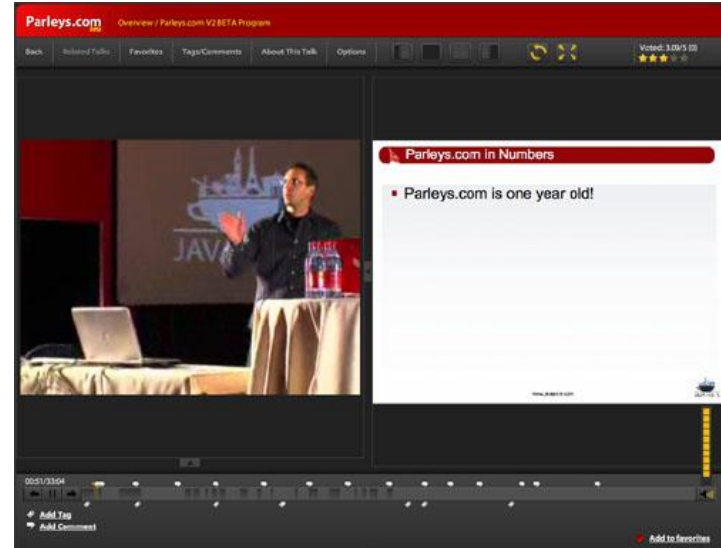 Parleys.com
Overview / Parleys.com V2 BETA Program
Back Related Talks Favorites Tags/Comments About This Talk Options
Voted: 3.09/5 (0)
JAVA
Parleys.com in Numbers
Parleys.com is one year old!
00:51/33:04
Add Tag
Add Comment
Add to favorites